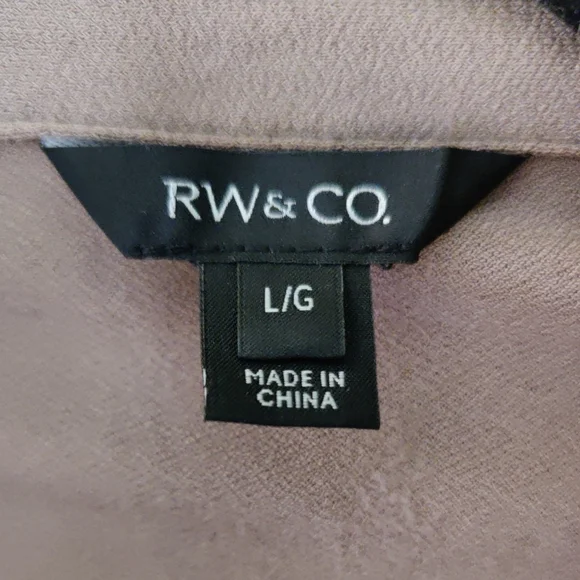 RW& CO.
L/G
MADE IN
CHINA